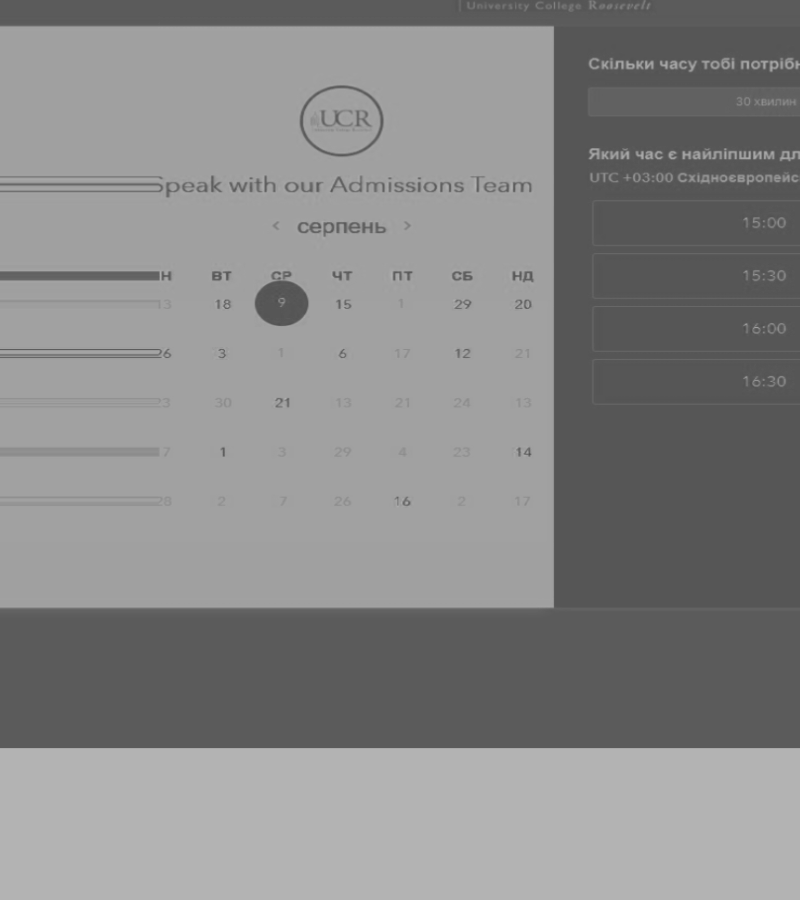 University College Roosevelt
UCR
Speak with our Admissions Team
< серпень >
Н ВТ СР ЧТ ПТ СБ НД
13 18 9 15 1 29 20
26 3 1 6 17 12 21
23 30 21 13 21 24 13
7 1 3 29 4 23 14
28 2 7 26 16 2 17
Скільки часу тобі потрібн
30 хвилин
Який час є найліпшим дл
UTC +03:00 Східноєвропейс
15:00
15:30
16:00
16:30